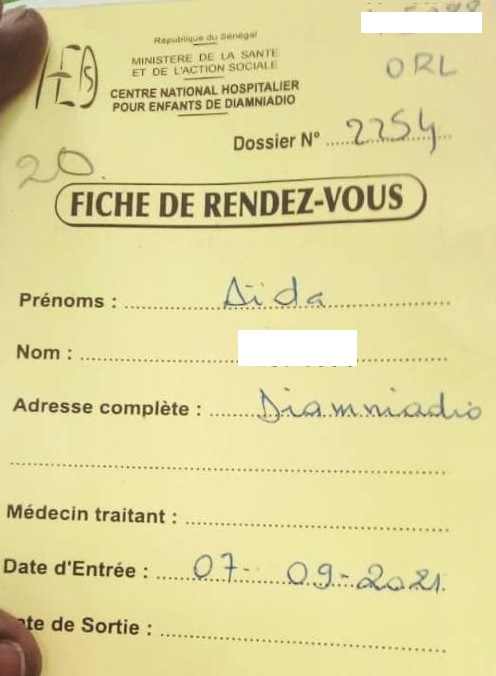 République du Sénégal
ORL
MINISTERE DE LA SANTE
ET DE L'ACTION SOCIALE
CENTRE NATIONAL HOSPITALIER
POUR ENFANTS DE DIAMNIADIO
Dossier N° 2254
20.
FICHE DE RENDEZ-VOUS
Prénoms : Aïda
Nom :
Adresse complète : Diamniadio
Médecin traitant :
Date d'Entrée : 07-09-2021
de Sortie :